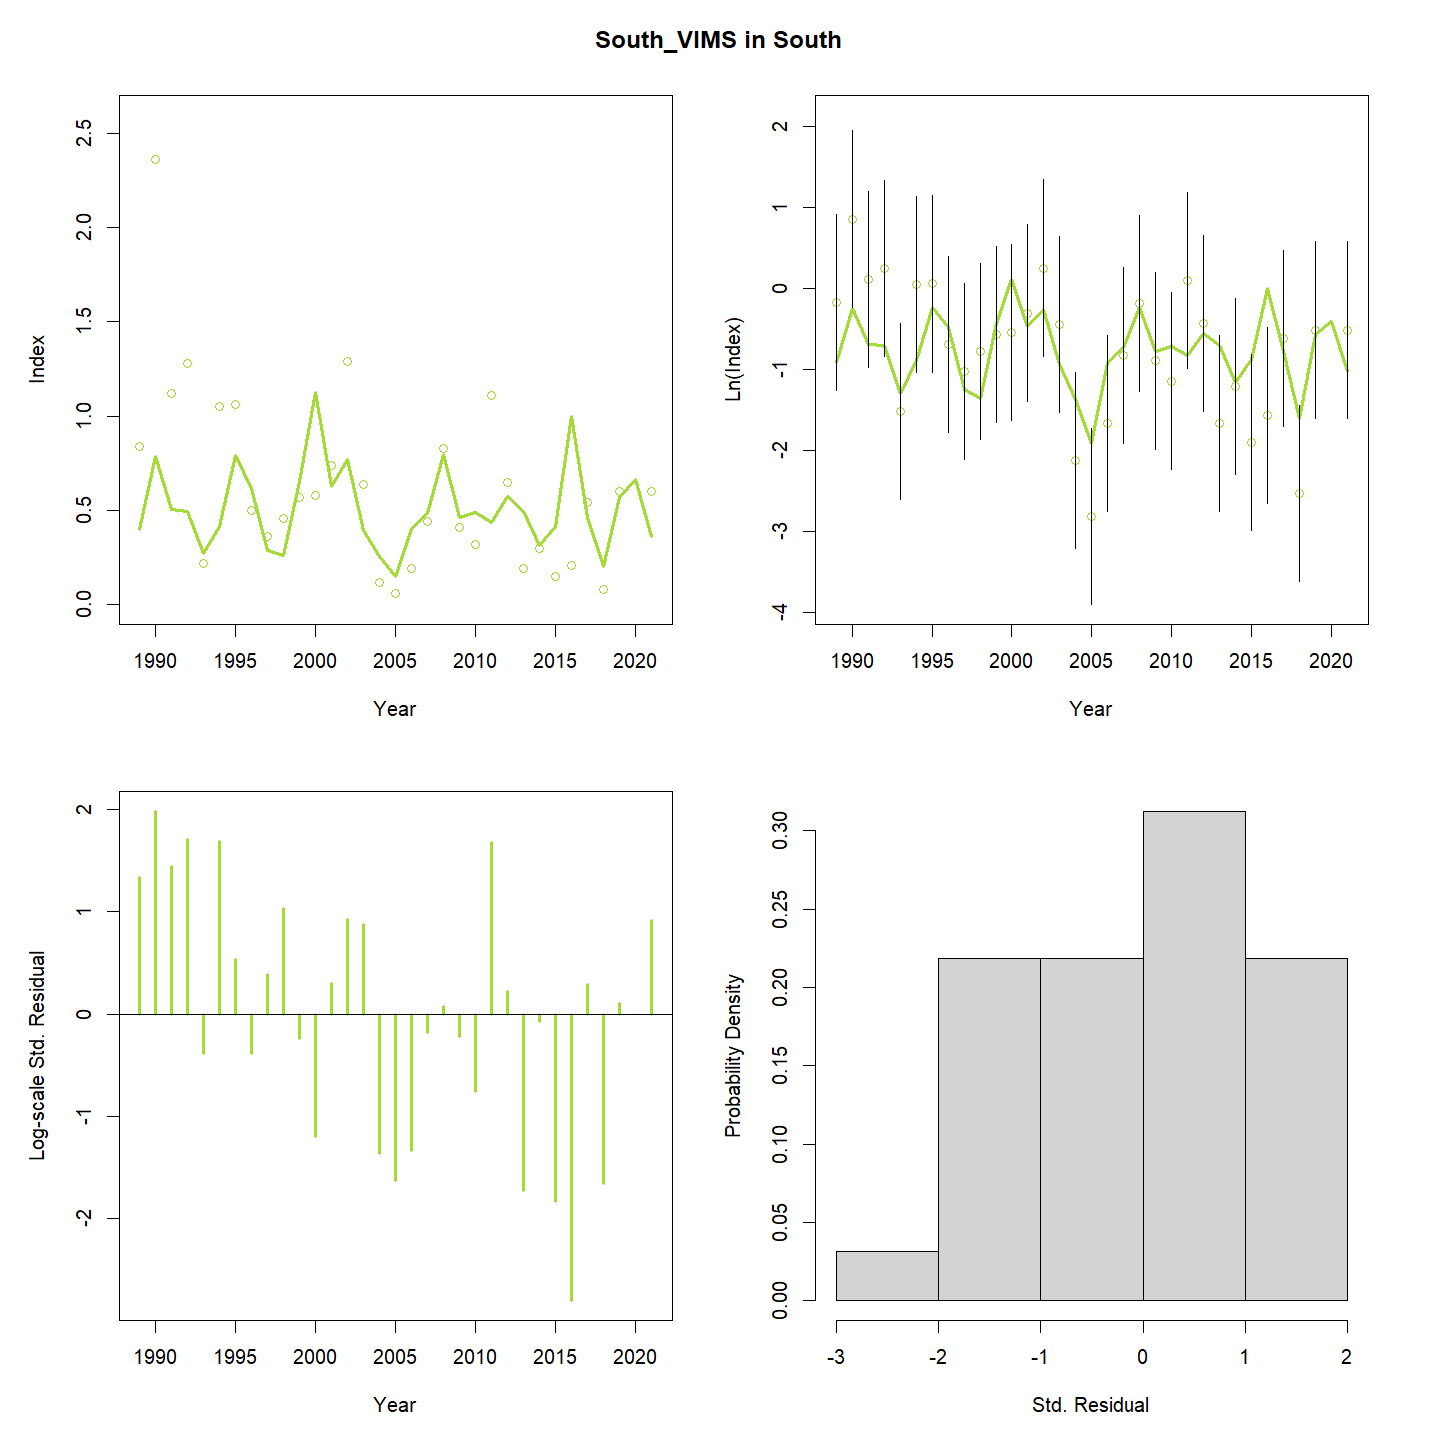 South_VIMS in South
Index
2.5
2.0
1.5
1.0
0.5
0.0
1990 1995 2000 2005 2010 2015 2020
Year
Ln(Index)
2
1
0
-1
-2
-3
-4
1990 1995 2000 2005 2010 2015 2020
Year
Log-scale Std. Residual
2
1
0
-1
-2
1990 1995 2000 2005 2010 2015 2020
Year
Probability Density
0.30
0.25
0.20
0.15
0.10
0.05
0.00
-3 -2 -1 0 1 2
Std. Residual